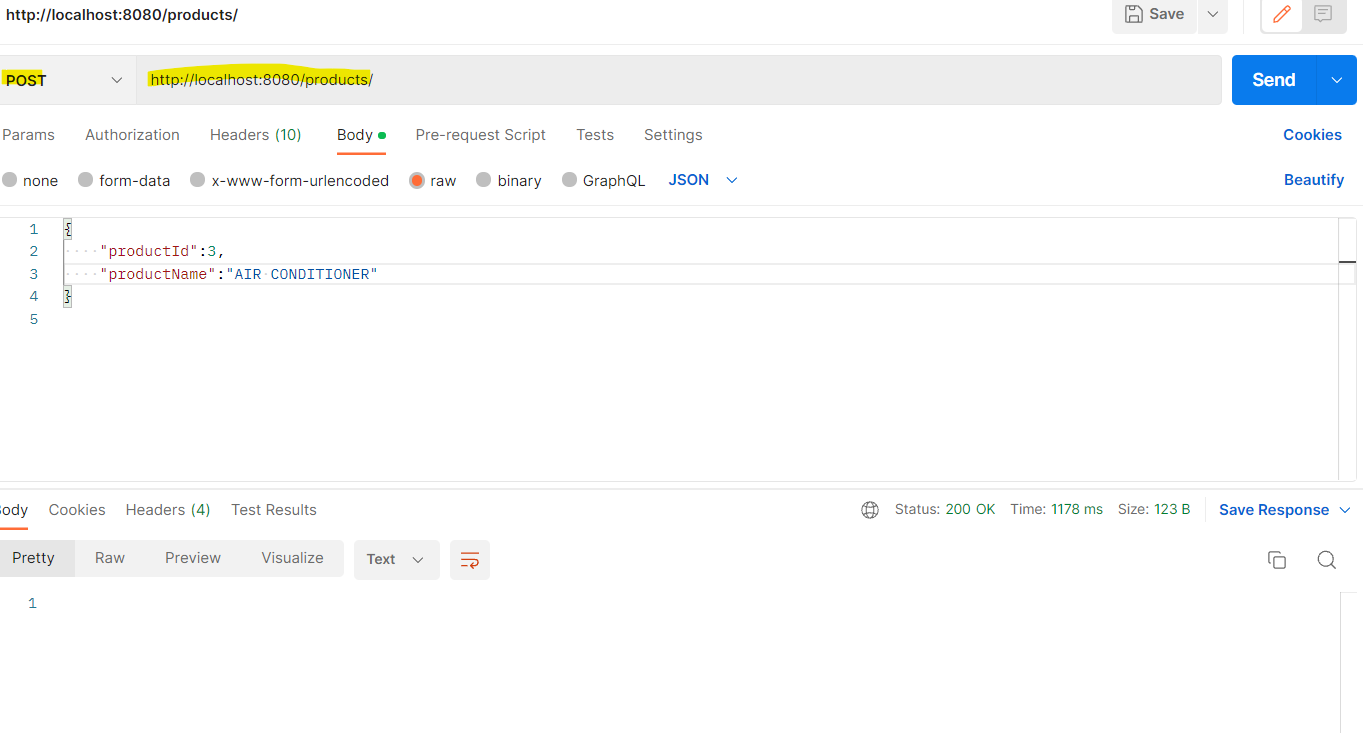 http://localhost:8080/products/
Save
POST
http://localhost:8080/products/
Send
Params Authorization Headers (10) Body Pre-request Script Tests Settings Cookies
none form-data x-www-form-urlencoded raw binary GraphQL JSON Beautify
1 {
2 "productId":3,
3 "productName":"AIR CONDITIONER"
4 }
5
ody Cookies Headers (4) Test Results Status: 200 OK Time: 1178 ms Size: 123 B Save Response
Pretty Raw Preview Visualize Text
1